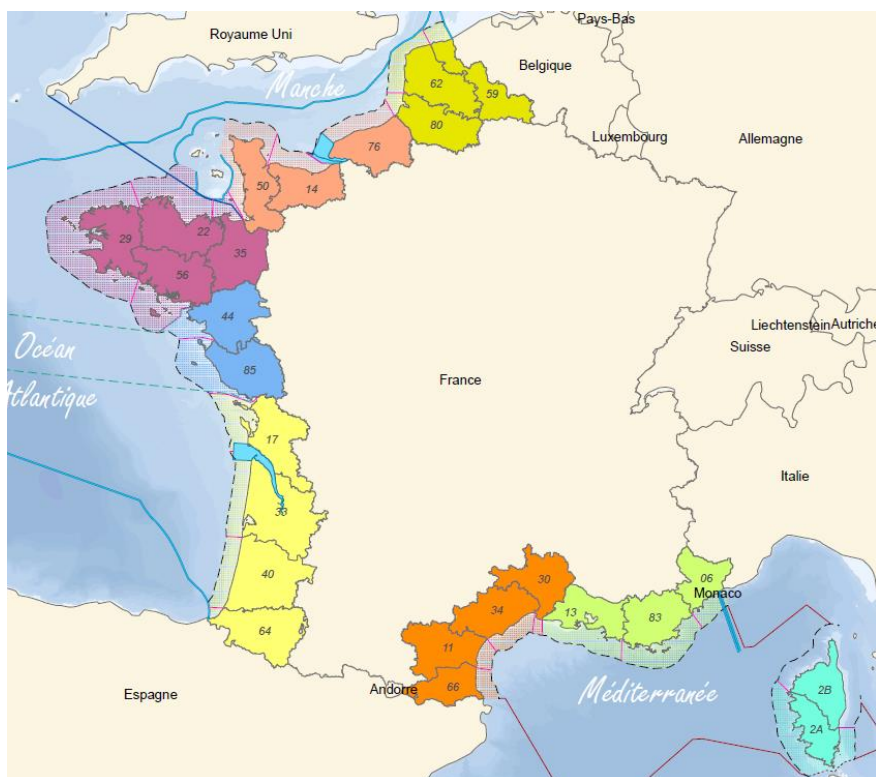 Pays-Bas
Royaume Uni
Belgique
Manche
62
59
80
Luxembourg
Allemagne
76
50
14
29
22
35
56
44
Liechtenstein
Autriche
Suisse
Océan
Atlantique
85
France
17
Italie
33
40
30
06
Monaco
13
34
83
64
11
Espagne
Andorre
66
Méditerranée
2B
2A